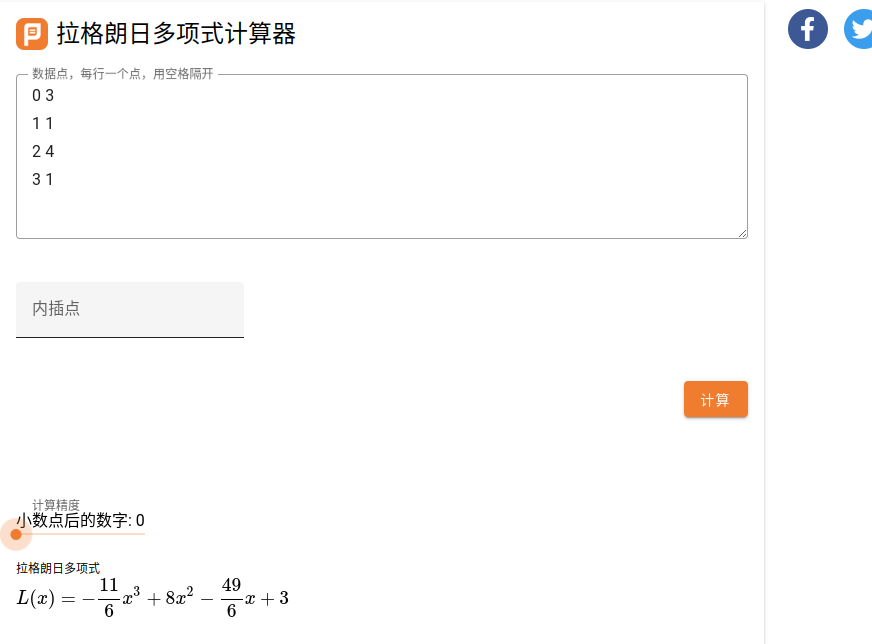 拉格朗日多项式计算器
数据点，每行一个点，用空格隔开
0 3
1 1
2 4
3 1
内插点
计算
计算精度
小数点后的数字: 0
拉格朗日多项式
L(x) = −\frac{11}{6}x^3 + 8x^2 − \frac{49}{6}x + 3